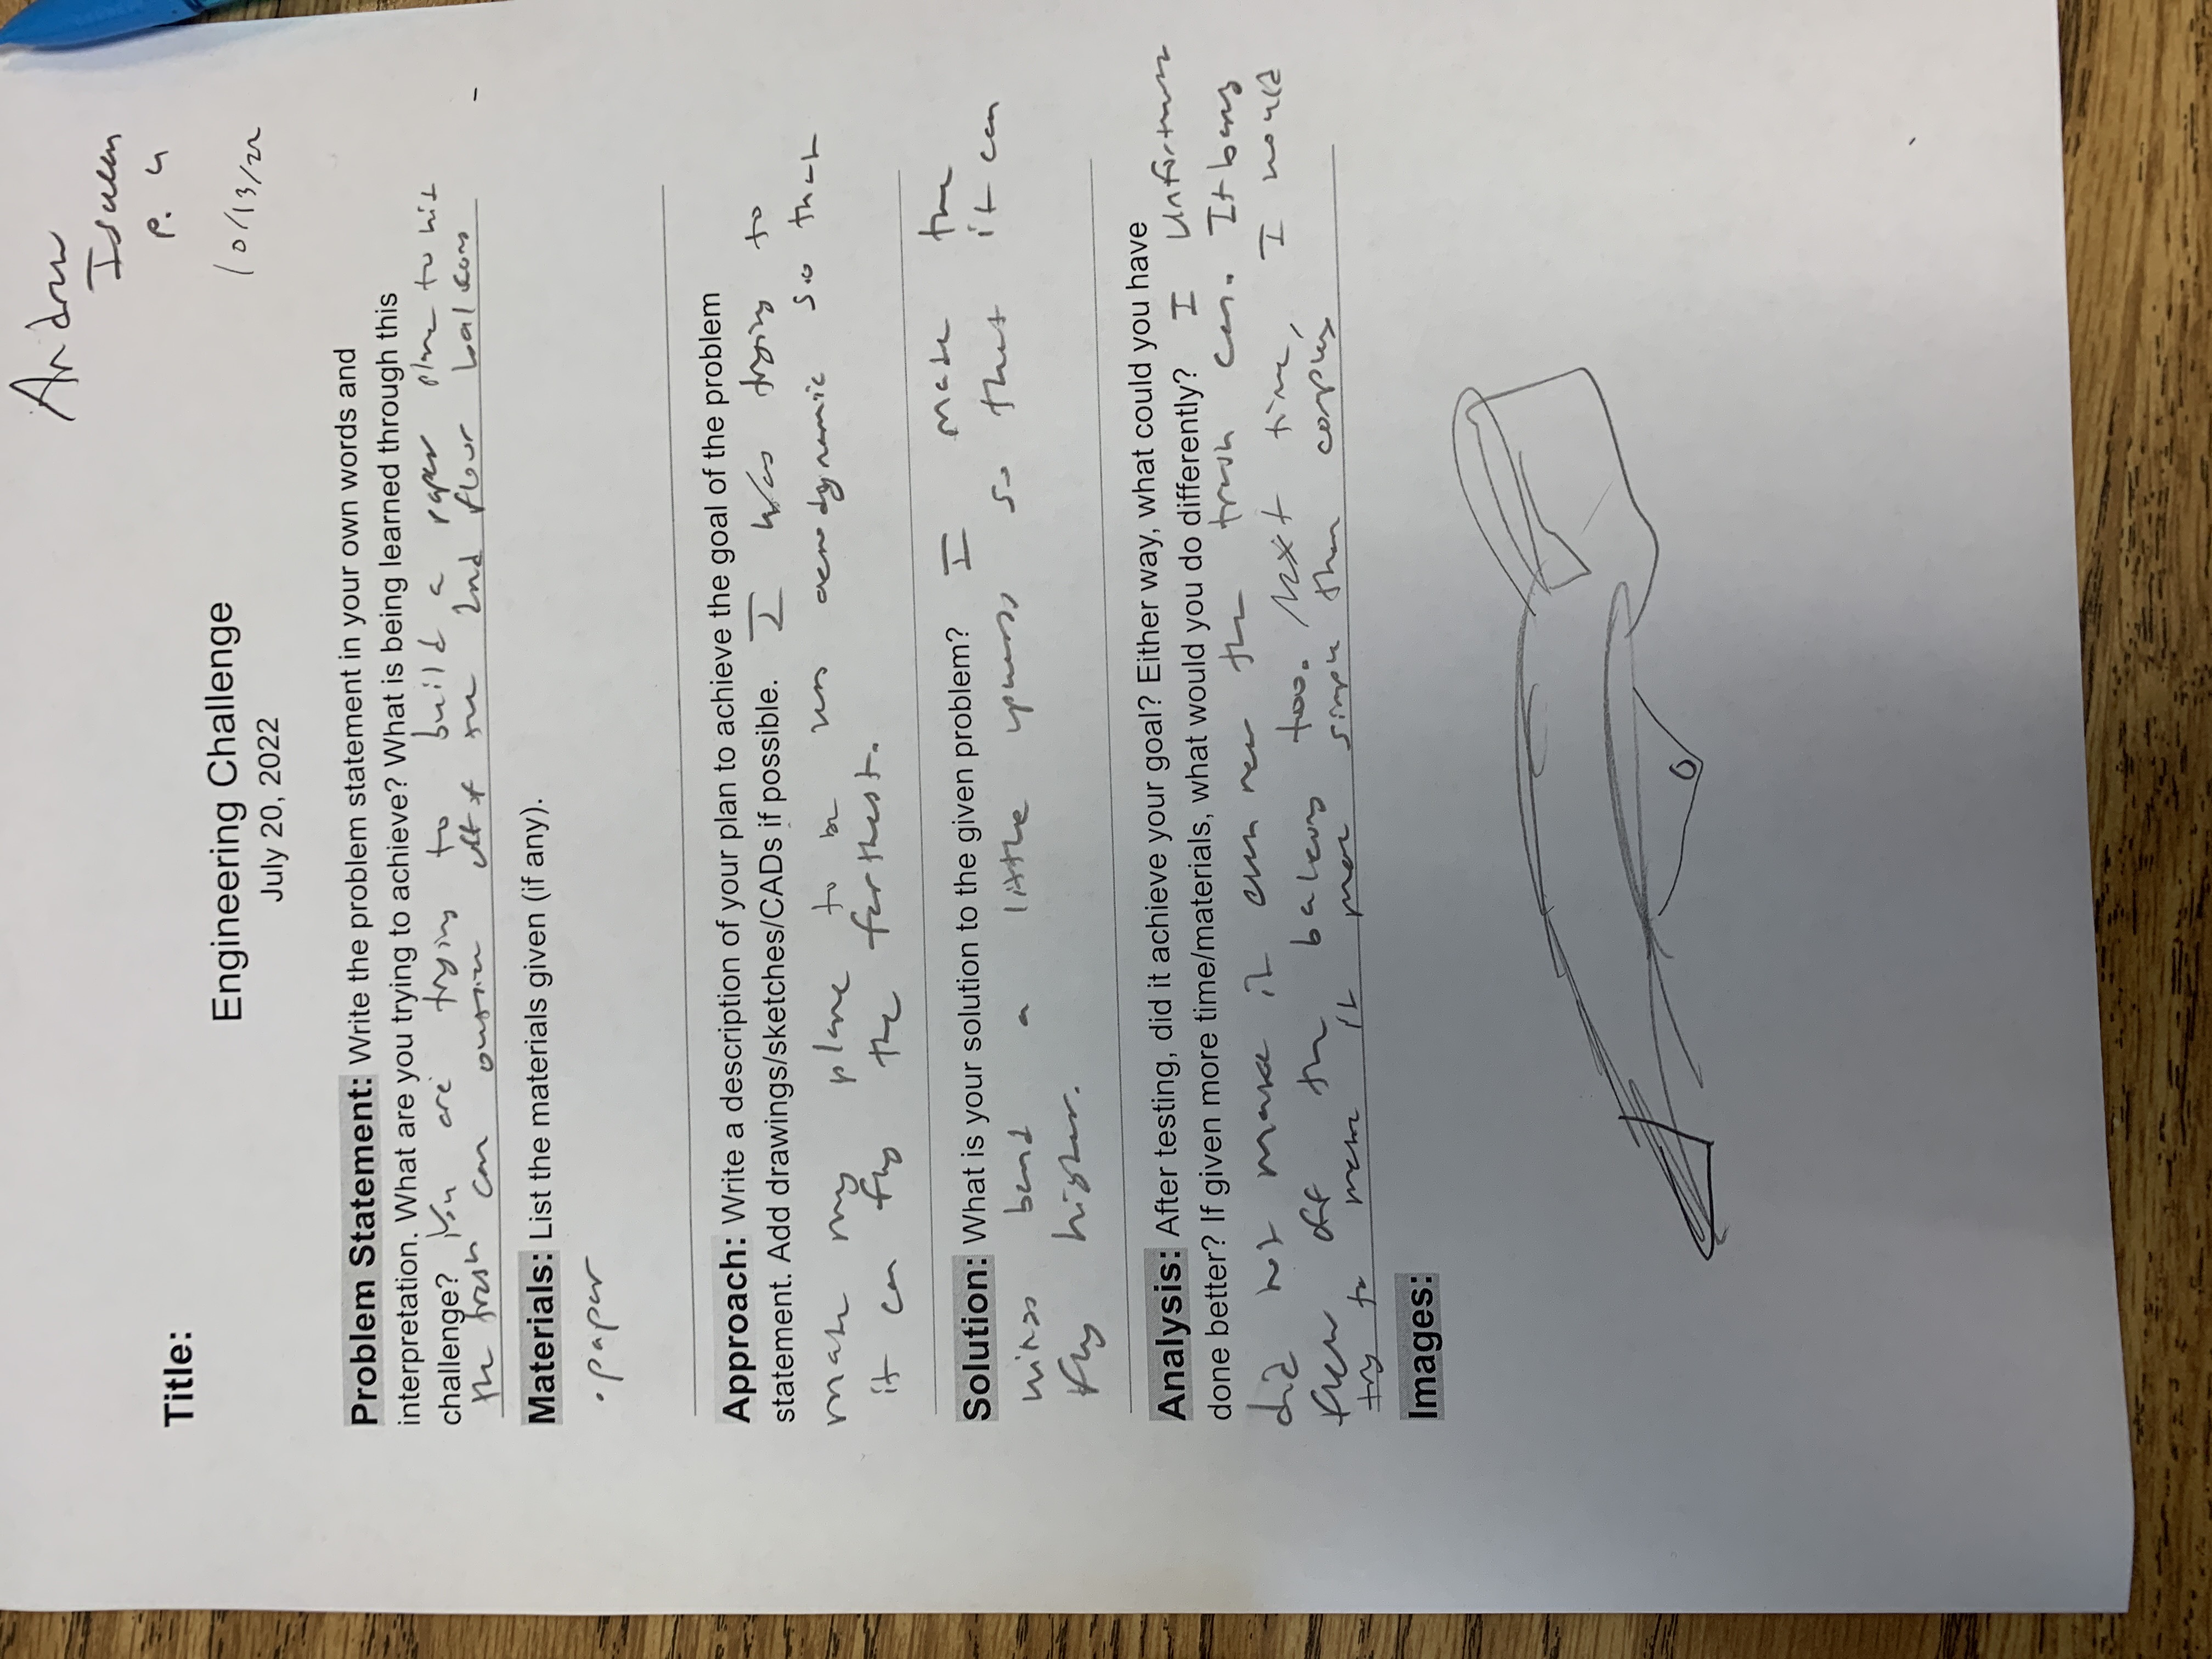 Andrew
P. 4
Title:
10/13/22
Engineering Challenge
July 20, 2022
Problem Statement: Write the problem statement in your own words and
interpretation. What are you trying to achieve? What is being learned through this
challenge? You are trying to build a paper plane to hit
the trash can off of the 2nd floor balcony
Materials: List the materials given (if any).
• paper
Approach: Write a description of your plan to achieve the goal of the problem
statement. Add drawings/sketches/CADs if possible. I was trying to
make my plane to be aerodynamic so that
it can fly the farthest.
Solution: What is your solution to the given problem? I made the
wings bend a little upwards so that it can
fly higher.
Analysis: After testing, did it achieve your goal? Either way, what could you have
done better? If given more time/materials, what would you do differently? I
did not make it even near the trash can. It
flew off the balcony too. Next time, I would
try to make it more simple than complex
Images: